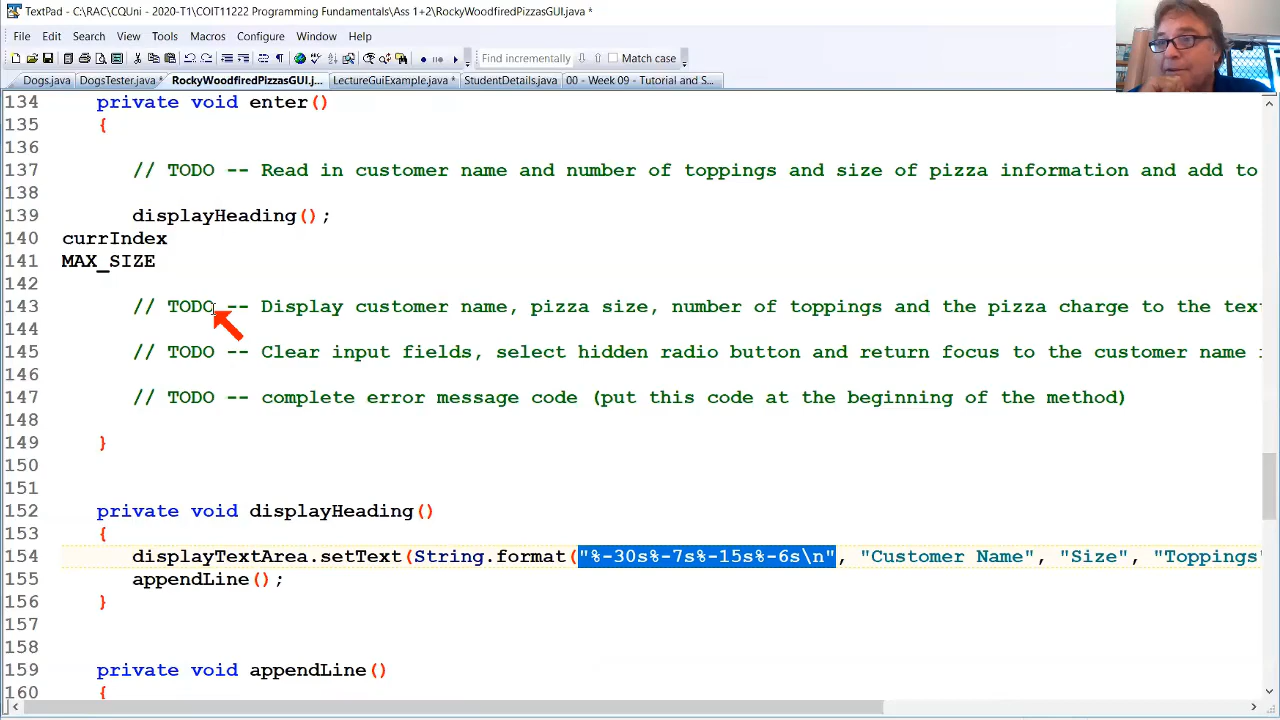 TextPad - C:\RAC\CQUni - 2020-T1\COIT11222 Programming Fundamentals\Ass 1+2\RockyWoodfiredPizzasGUI.java *
File Edit Search View Tools Macros Configure Window Help
Find incrementally Match case
Dogs.java DogsTester.java * RockyWoodfiredPizzasGUI.j... LectureGuiExample.java * StudentDetails.java 00 - Week 09 - Tutorial and S...
134 private void enter()
135 {
136
137 // TODO -- Read in customer name and number of toppings and size of pizza information and add to
138
139 displayHeading();
140 currIndex
141 MAX_SIZE
142
143 // TODO -- Display customer name, pizza size, number of toppings and the pizza charge to the tex
144
145 // TODO -- Clear input fields, select hidden radio button and return focus to the customer name
146
147 // TODO -- complete error message code (put this code at the beginning of the method)
148
149 }
150
151
152 private void displayHeading()
153 {
154 displayTextArea.setText(String.format("%-30s%-7s%-15s%-6s\n", "Customer Name", "Size", "Toppings"
155 appendLine();
156 }
157
158
159 private void appendLine()
160 {